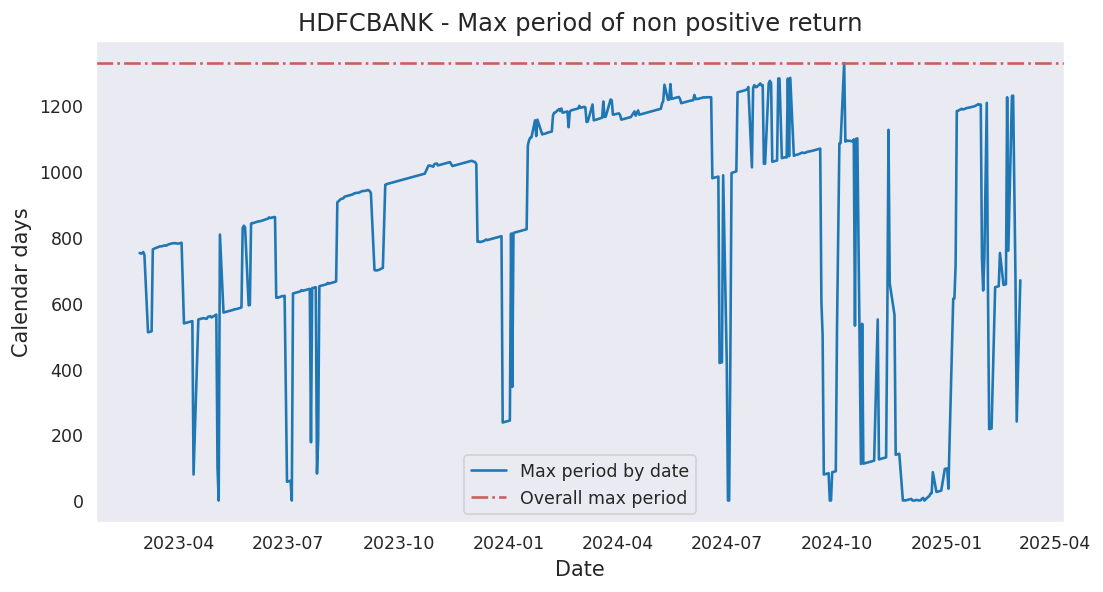 HDFCBANK - Max period of non positive return
Calendar days
1200
1000
800
600
400
200
0
Max period by date
Overall max period
2023-04 2023-07 2023-10 2024-01 2024-04 2024-07 2024-10 2025-01 2025-04
Date